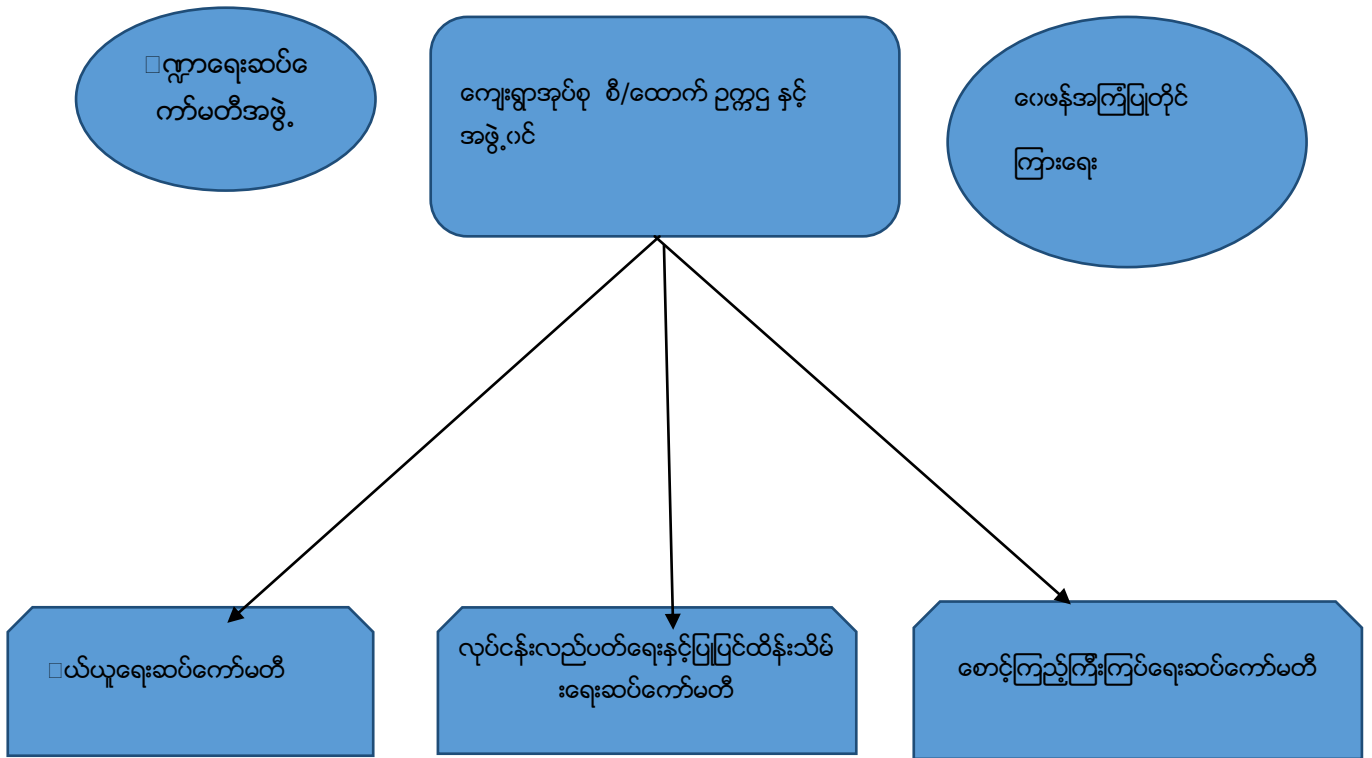 □ဏ္ဍာရေးဆပ်ကေ
ာ်မတီအဖွဲ့
ကျေးရွာအုပ်စု စီ/ထောက် ဥက္ကဌ နှင့်
အဖွဲ့ဝင်
ဝေဖန်အကြံပြုတိုင်
ကြားရေး
□ယ်ယူရေးဆပ်ကော်မတီ
လုပ်ငန်းလည်ပတ်ရေးနှင့်ပြုပြင်ထိန်းသိမ်
းရေးဆပ်ကော်မတီ
စောင့်ကြည့်ကြီးကြပ်ရေးဆပ်ကော်မတီ